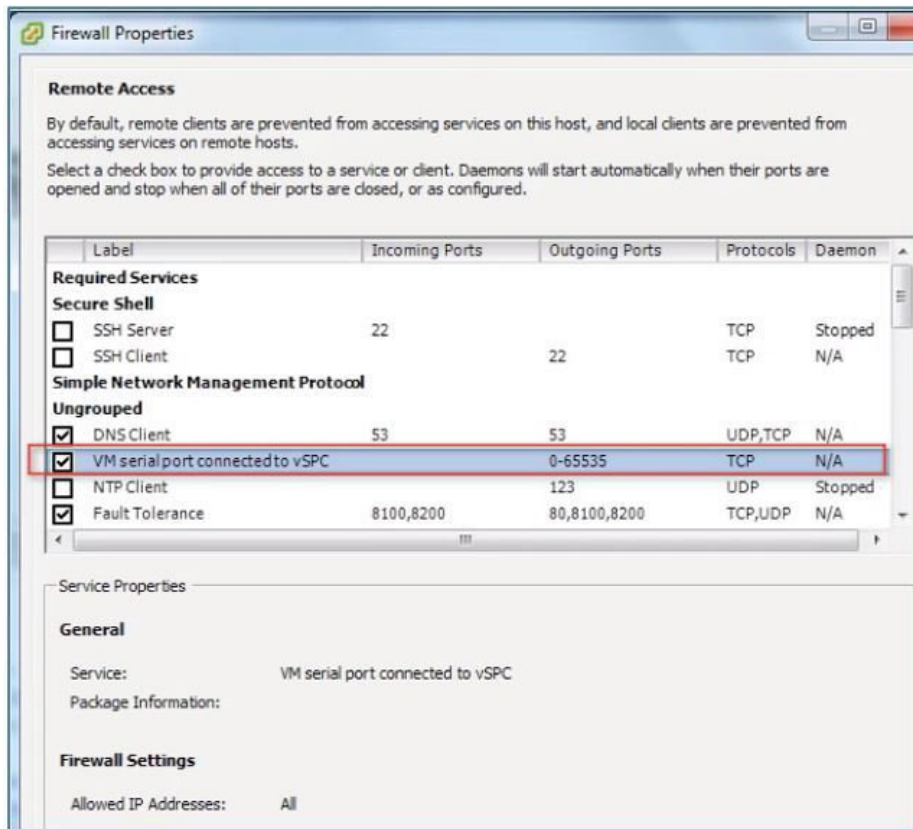 Firewall Properties
Remote Access
By default, remote clients are prevented from accessing services on this host, and local clients are prevented from
accessing services on remote hosts.
Select a check box to provide access to a service or client. Daemons will start automatically when their ports are
opened and stop when all of their ports are closed, or as configured.
Label Incoming Ports Outgoing Ports Protocols Daemon
Required Services
Secure Shell
SSH Server 22 TCP Stopped
SSH Client 22 TCP N/A
Simple Network Management Protocol
Ungrouped
DNS Client 53 53 UDP,TCP N/A
VM serial port connected to vSPC 0-65535 TCP N/A
NTP Client 123 UDP Stopped
Fault Tolerance 8100,8200 80,8100,8200 TCP,UDP N/A
Service Properties
General
Service: VM serial port connected to vSPC
Package Information:
Firewall Settings
Allowed IP Addresses: All